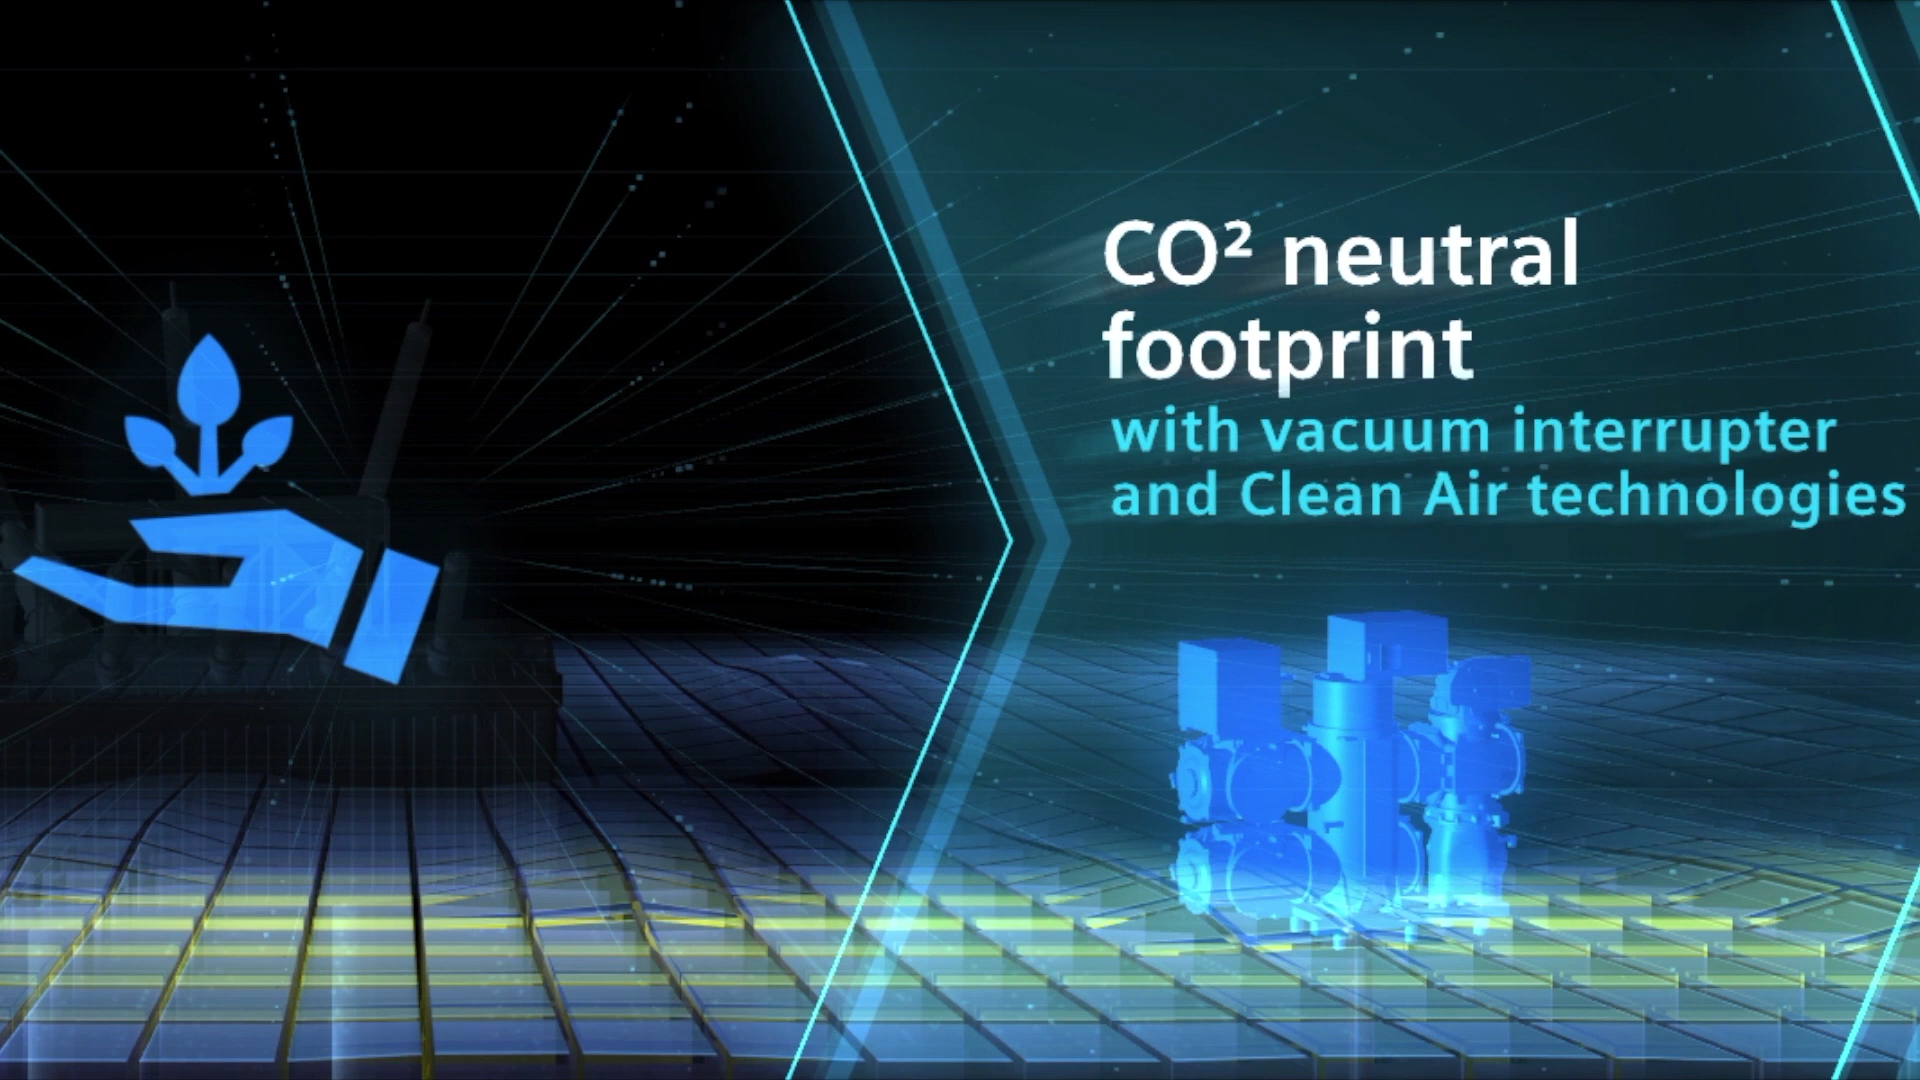 CO² neutral
footprint
with vacuum interrupter
and Clean Air technologies